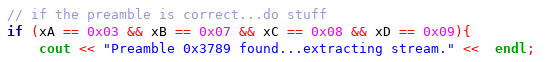 // if the preamble is correct...do stuff
if (xA == 0x03 && xB == 0x07 && xC == 0x08 && xD == 0x09){
    cout << "Preamble 0x3789 found...extracting stream." <<  endl;